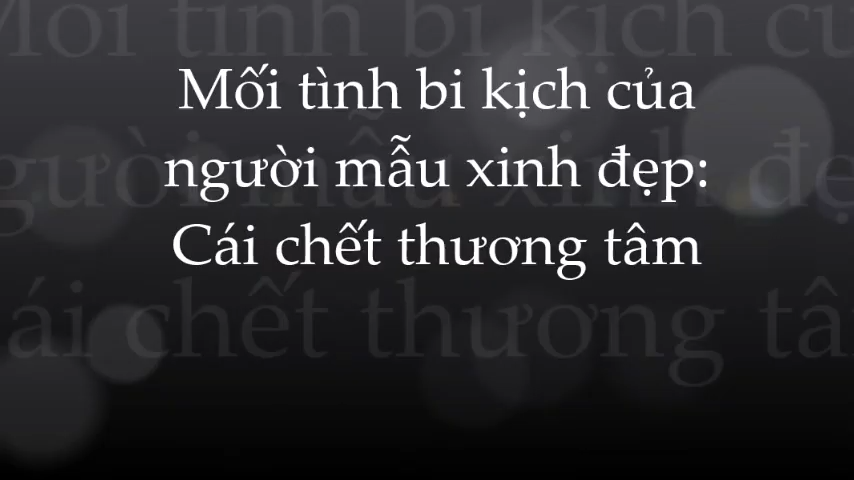 Mối tình bi kịch của
người mẫu xinh đẹp:
Cái chết thương tâm